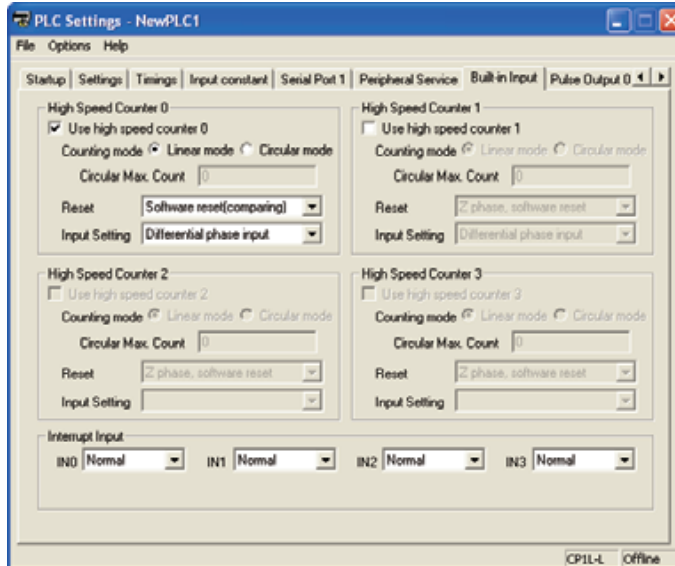 PLC Settings - NewPLC1
File Options Help
Startup Settings Timings Input constant Serial Port 1 Peripheral Service Built-in Input Pulse Output 0
High Speed Counter 0
Use high speed counter 0
Counting mode Linear mode Circular mode
Circular Max. Count 0
Reset Software reset(comparing)
Input Setting Differential phase input
High Speed Counter 1
Use high speed counter 1
Counting mode Linear mode Circular mode
Circular Max. Count 0
Reset Z phase, software reset
Input Setting Differential phase input
High Speed Counter 2
Use high speed counter 2
Counting mode Linear mode Circular mode
Circular Max. Count 0
Reset Z phase, software reset
Input Setting
High Speed Counter 3
Use high speed counter 3
Counting mode Linear mode Circular mode
Circular Max. Count 0
Reset Z phase, software reset
Input Setting
Interrupt Input
IN0 Normal IN1 Normal IN2 Normal IN3 Normal
CP1L-L Offline